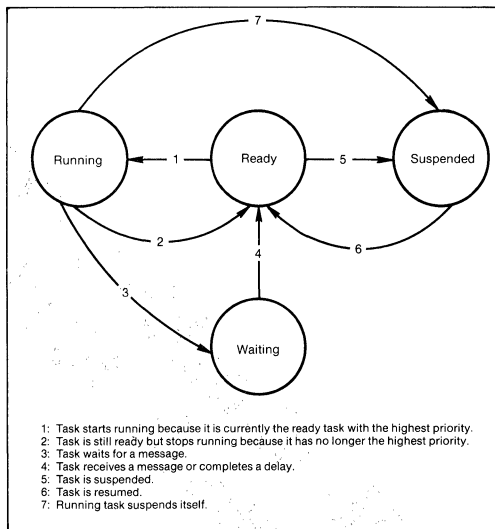 7
Running
1
Ready
5
Suspended
2
6
4
3
Waiting
1: Task starts running because it is currently the ready task with the highest priority.
2: Task is still ready but stops running because it has no longer the highest priority.
3: Task waits for a message.
4: Task receives a message or completes a delay.
5: Task is suspended.
6: Task is resumed.
7: Running task suspends itself.